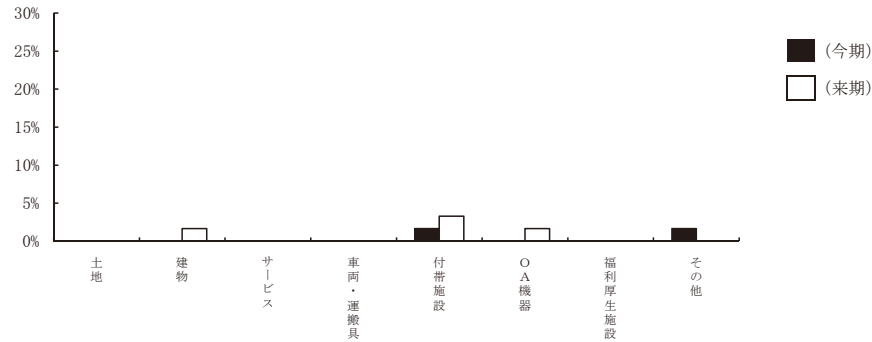 30%
25%
20%
15%
10%
5%
0%
(今期)
(来期)
土地
建物
サービス
車両・運搬具
付帯施設
OA機器
福利厚生施設
その他